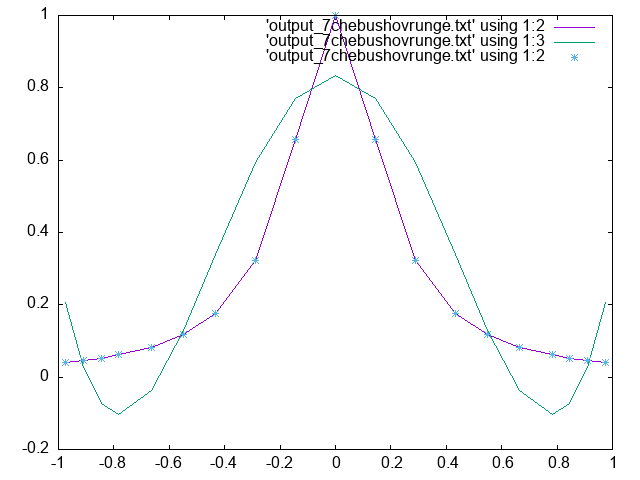 'output_7chebushovrunge.txt' using 1:2
'output_7chebushovrunge.txt' using 1:3
'output_7chebushovrunge.txt' using 1:2
1
0.8
0.6
0.4
0.2
0
-0.2
-1 -0.8 -0.6 -0.4 -0.2 0 0.2 0.4 0.6 0.8 1